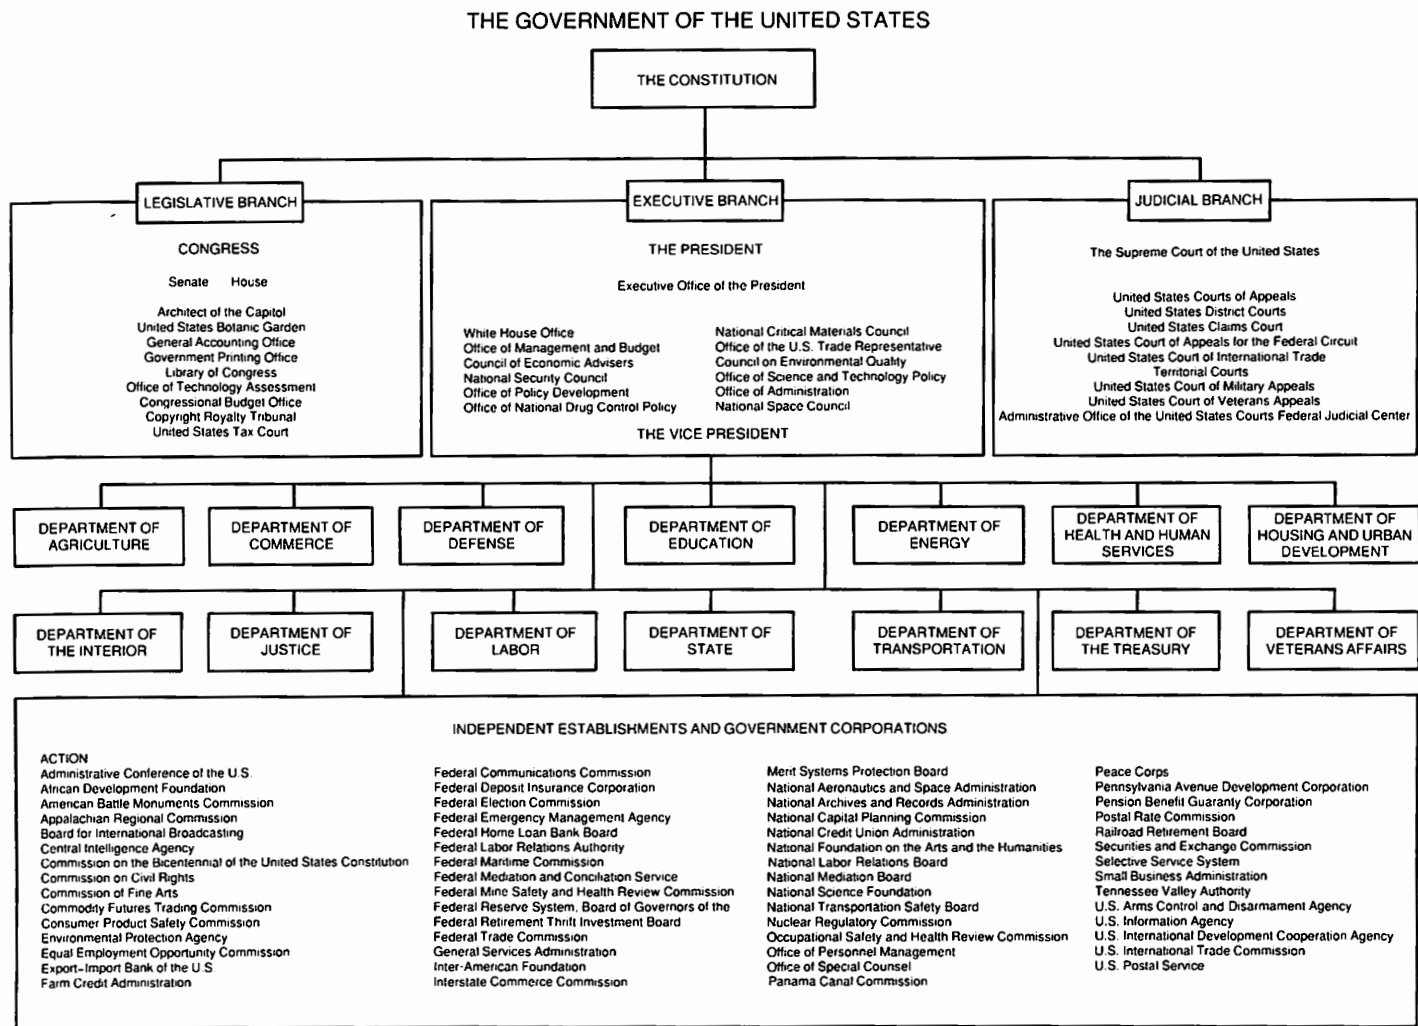 THE GOVERNMENT OF THE UNITED STATES
THE CONSTITUTION
LEGISLATIVE BRANCH
CONGRESS
Senate House
Architect of the Capitol
United States Botanic Garden
General Accounting Office
Government Printing Office
Library of Congress
Office of Technology Assessment
Congressional Budget Office
Copyright Royalty Tribunal
United States Tax Court
EXECUTIVE BRANCH
THE PRESIDENT
Executive Office of the President
White House Office
Office of Management and Budget
Council of Economic Advisers
National Security Council
Office of Policy Development
Office of National Drug Control Policy
National Critical Materials Council
Office of the U.S. Trade Representative
Council on Environmental Quality
Office of Science and Technology Policy
Office of Administration
National Space Council
THE VICE PRESIDENT
JUDICIAL BRANCH
The Supreme Court of the United States
United States Courts of Appeals
United States District Courts
United States Claims Court
United States Court of Appeals for the Federal Circuit
United States Court of International Trade
Territorial Courts
United States Court of Military Appeals
United States Court of Veterans Appeals
Administrative Office of the United States Courts Federal Judicial Center
DEPARTMENT OF
AGRICULTURE
DEPARTMENT OF
COMMERCE
DEPARTMENT OF
DEFENSE
DEPARTMENT OF
EDUCATION
DEPARTMENT OF
ENERGY
DEPARTMENT OF
HEALTH AND HUMAN
SERVICES
DEPARTMENT OF
HOUSING AND URBAN
DEVELOPMENT
DEPARTMENT OF
THE INTERIOR
DEPARTMENT OF
JUSTICE
DEPARTMENT OF
LABOR
DEPARTMENT OF
STATE
DEPARTMENT OF
TRANSPORTATION
DEPARTMENT OF
THE TREASURY
DEPARTMENT OF
VETERANS AFFAIRS
INDEPENDENT ESTABLISHMENTS AND GOVERNMENT CORPORATIONS
ACTION
Administrative Conference of the U.S.
African Development Foundation
American Battle Monuments Commission
Appalachian Regional Commission
Board for International Broadcasting
Central Intelligence Agency
Commission on the Bicentennial of the United States Constitution
Commission on Civil Rights
Commission of Fine Arts
Commodity Futures Trading Commission
Consumer Product Safety Commission
Environmental Protection Agency
Equal Employment Opportunity Commission
Export-Import Bank of the U.S.
Farm Credit Administration
Federal Communications Commission
Federal Deposit Insurance Corporation
Federal Election Commission
Federal Emergency Management Agency
Federal Home Loan Bank Board
Federal Labor Relations Authority
Federal Maritime Commission
Federal Mediation and Conciliation Service
Federal Mine Safety and Health Review Commission
Federal Reserve System, Board of Governors of the
Federal Retirement Thrift Investment Board
Federal Trade Commission
General Services Administration
Inter-American Foundation
Interstate Commerce Commission
Merit Systems Protection Board
National Aeronautics and Space Administration
National Archives and Records Administration
National Capital Planning Commission
National Credit Union Administration
National Foundation on the Arts and the Humanities
National Labor Relations Board
National Mediation Board
National Science Foundation
National Transportation Safety Board
Nuclear Regulatory Commission
Occupational Safety and Health Review Commission
Office of Personnel Management
Office of Special Counsel
Panama Canal Commission
Peace Corps
Pennsylvania Avenue Development Corporation
Pension Benefit Guaranty Corporation
Postal Rate Commission
Railroad Retirement Board
Securities and Exchange Commission
Selective Service System
Small Business Administration
Tennessee Valley Authority
U.S. Arms Control and Disarmament Agency
U.S. Information Agency
U.S. International Development Cooperation Agency
U.S. International Trade Commission
U.S. Postal Service